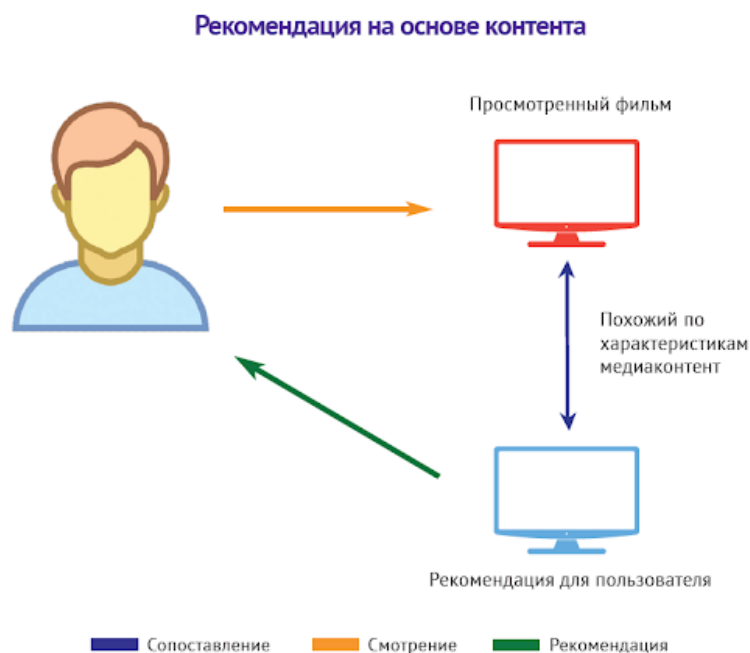 Рекомендация на основе контента
Просмотренный фильм
Похожий по
характеристикам
медиаконтент
Рекомендация для пользователя
Сопоставление
Смотрение
Рекомендация